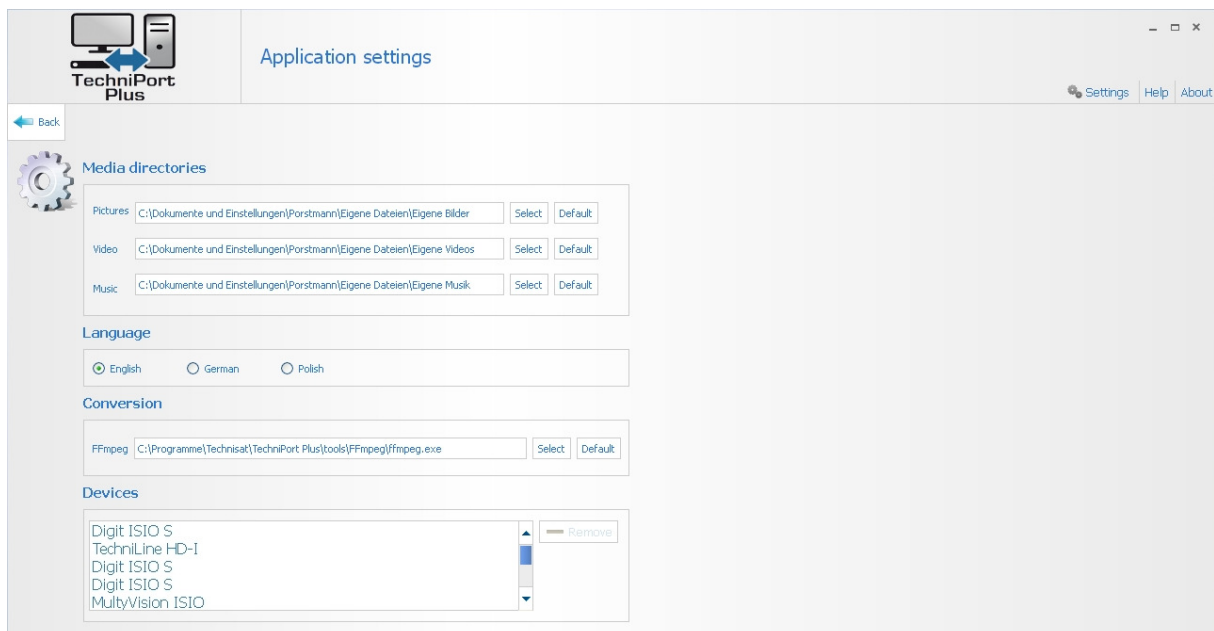 TechniPort
Plus
Application settings
Settings Help About
Back
Media directories
Pictures C:\Dokumente und Einstellungen\Porstmann\Eigene Dateien\Eigene Bilder Select Default
Video C:\Dokumente und Einstellungen\Porstmann\Eigene Dateien\Eigene Videos Select Default
Music C:\Dokumente und Einstellungen\Porstmann\Eigene Dateien\Eigene Musik Select Default
Language
English German Polish
Conversion
FFmpeg C:\Programme\Technisat\TechniPort Plus\tools\FFmpeg\ffmpeg.exe Select Default
Devices
Digit ISIO S Remove
TechniLine HD-I
Digit ISIO S
Digit ISIO S
MultyVision ISIO